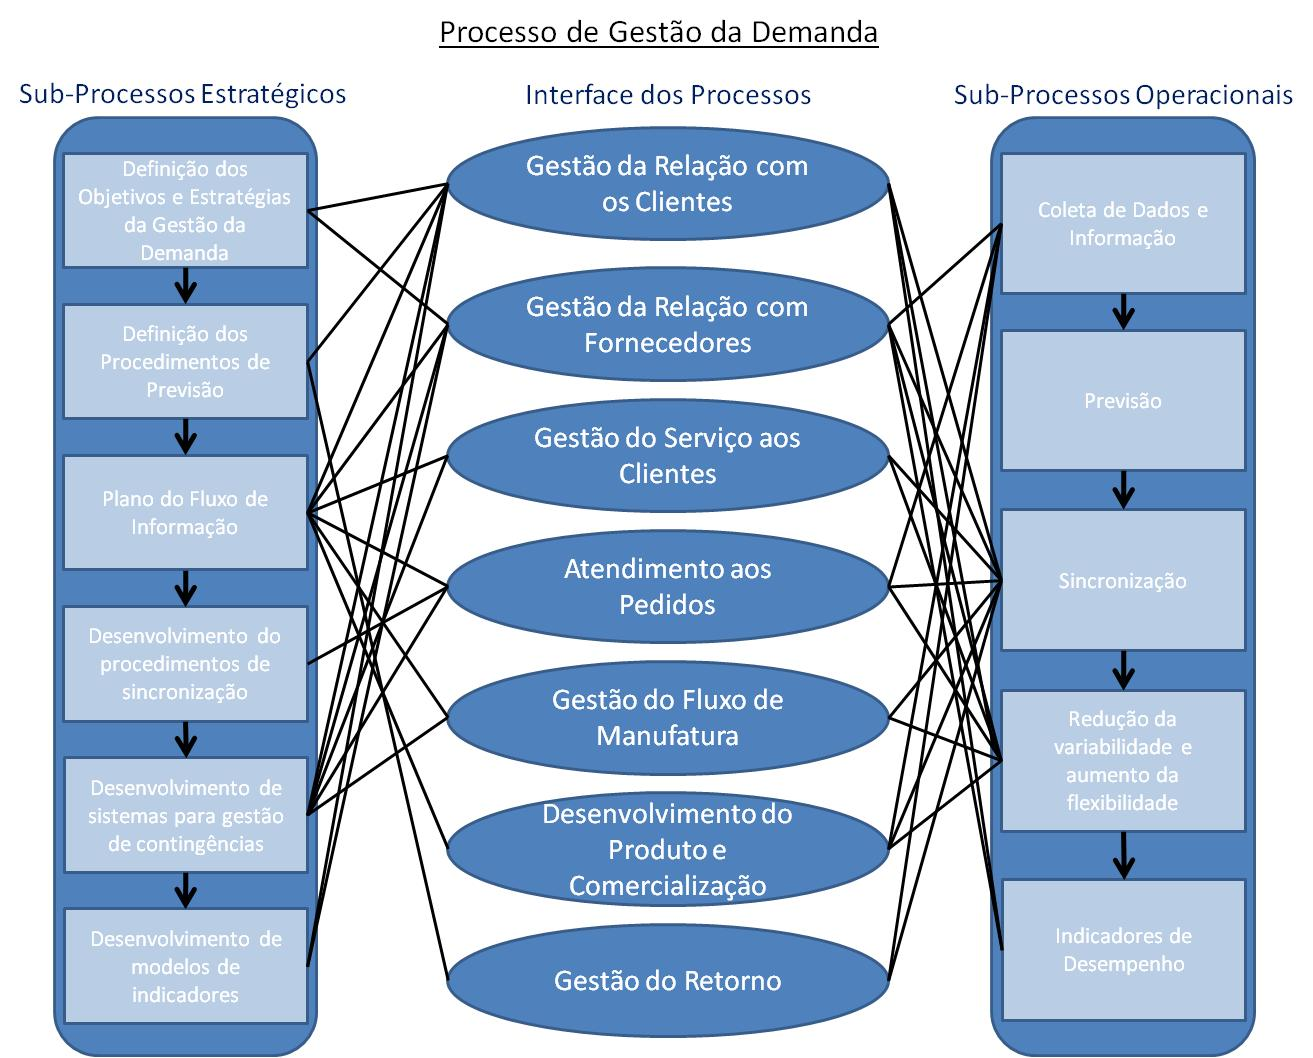 Processo de Gestão da Demanda
Sub-Processos Estratégicos
Definição dos
Objetivos e Estratégias
da Gestão da
Demanda
Definição dos
Procedimentos de
Previsão
Plano do Fluxo de
Informação
Desenvolvimento do
procedimentos de
sincronização
Desenvolvimento de
sistemas para gestão
de contingências
Desenvolvimento de
modelos de
indicadores
Interface dos Processos
Gestão da Relação com
os Clientes
Gestão da Relação com
Fornecedores
Gestão do Serviço aos
Clientes
Atendimento aos
Pedidos
Gestão do Fluxo de
Manufatura
Desenvolvimento do
Produto e
Comercialização
Gestão do Retorno
Sub-Processos Operacionais
Coleta de Dados e
Informação
Previsão
Sincronização
Redução da
variabilidade e
aumento da
flexibilidade
Indicadores de
Desempenho